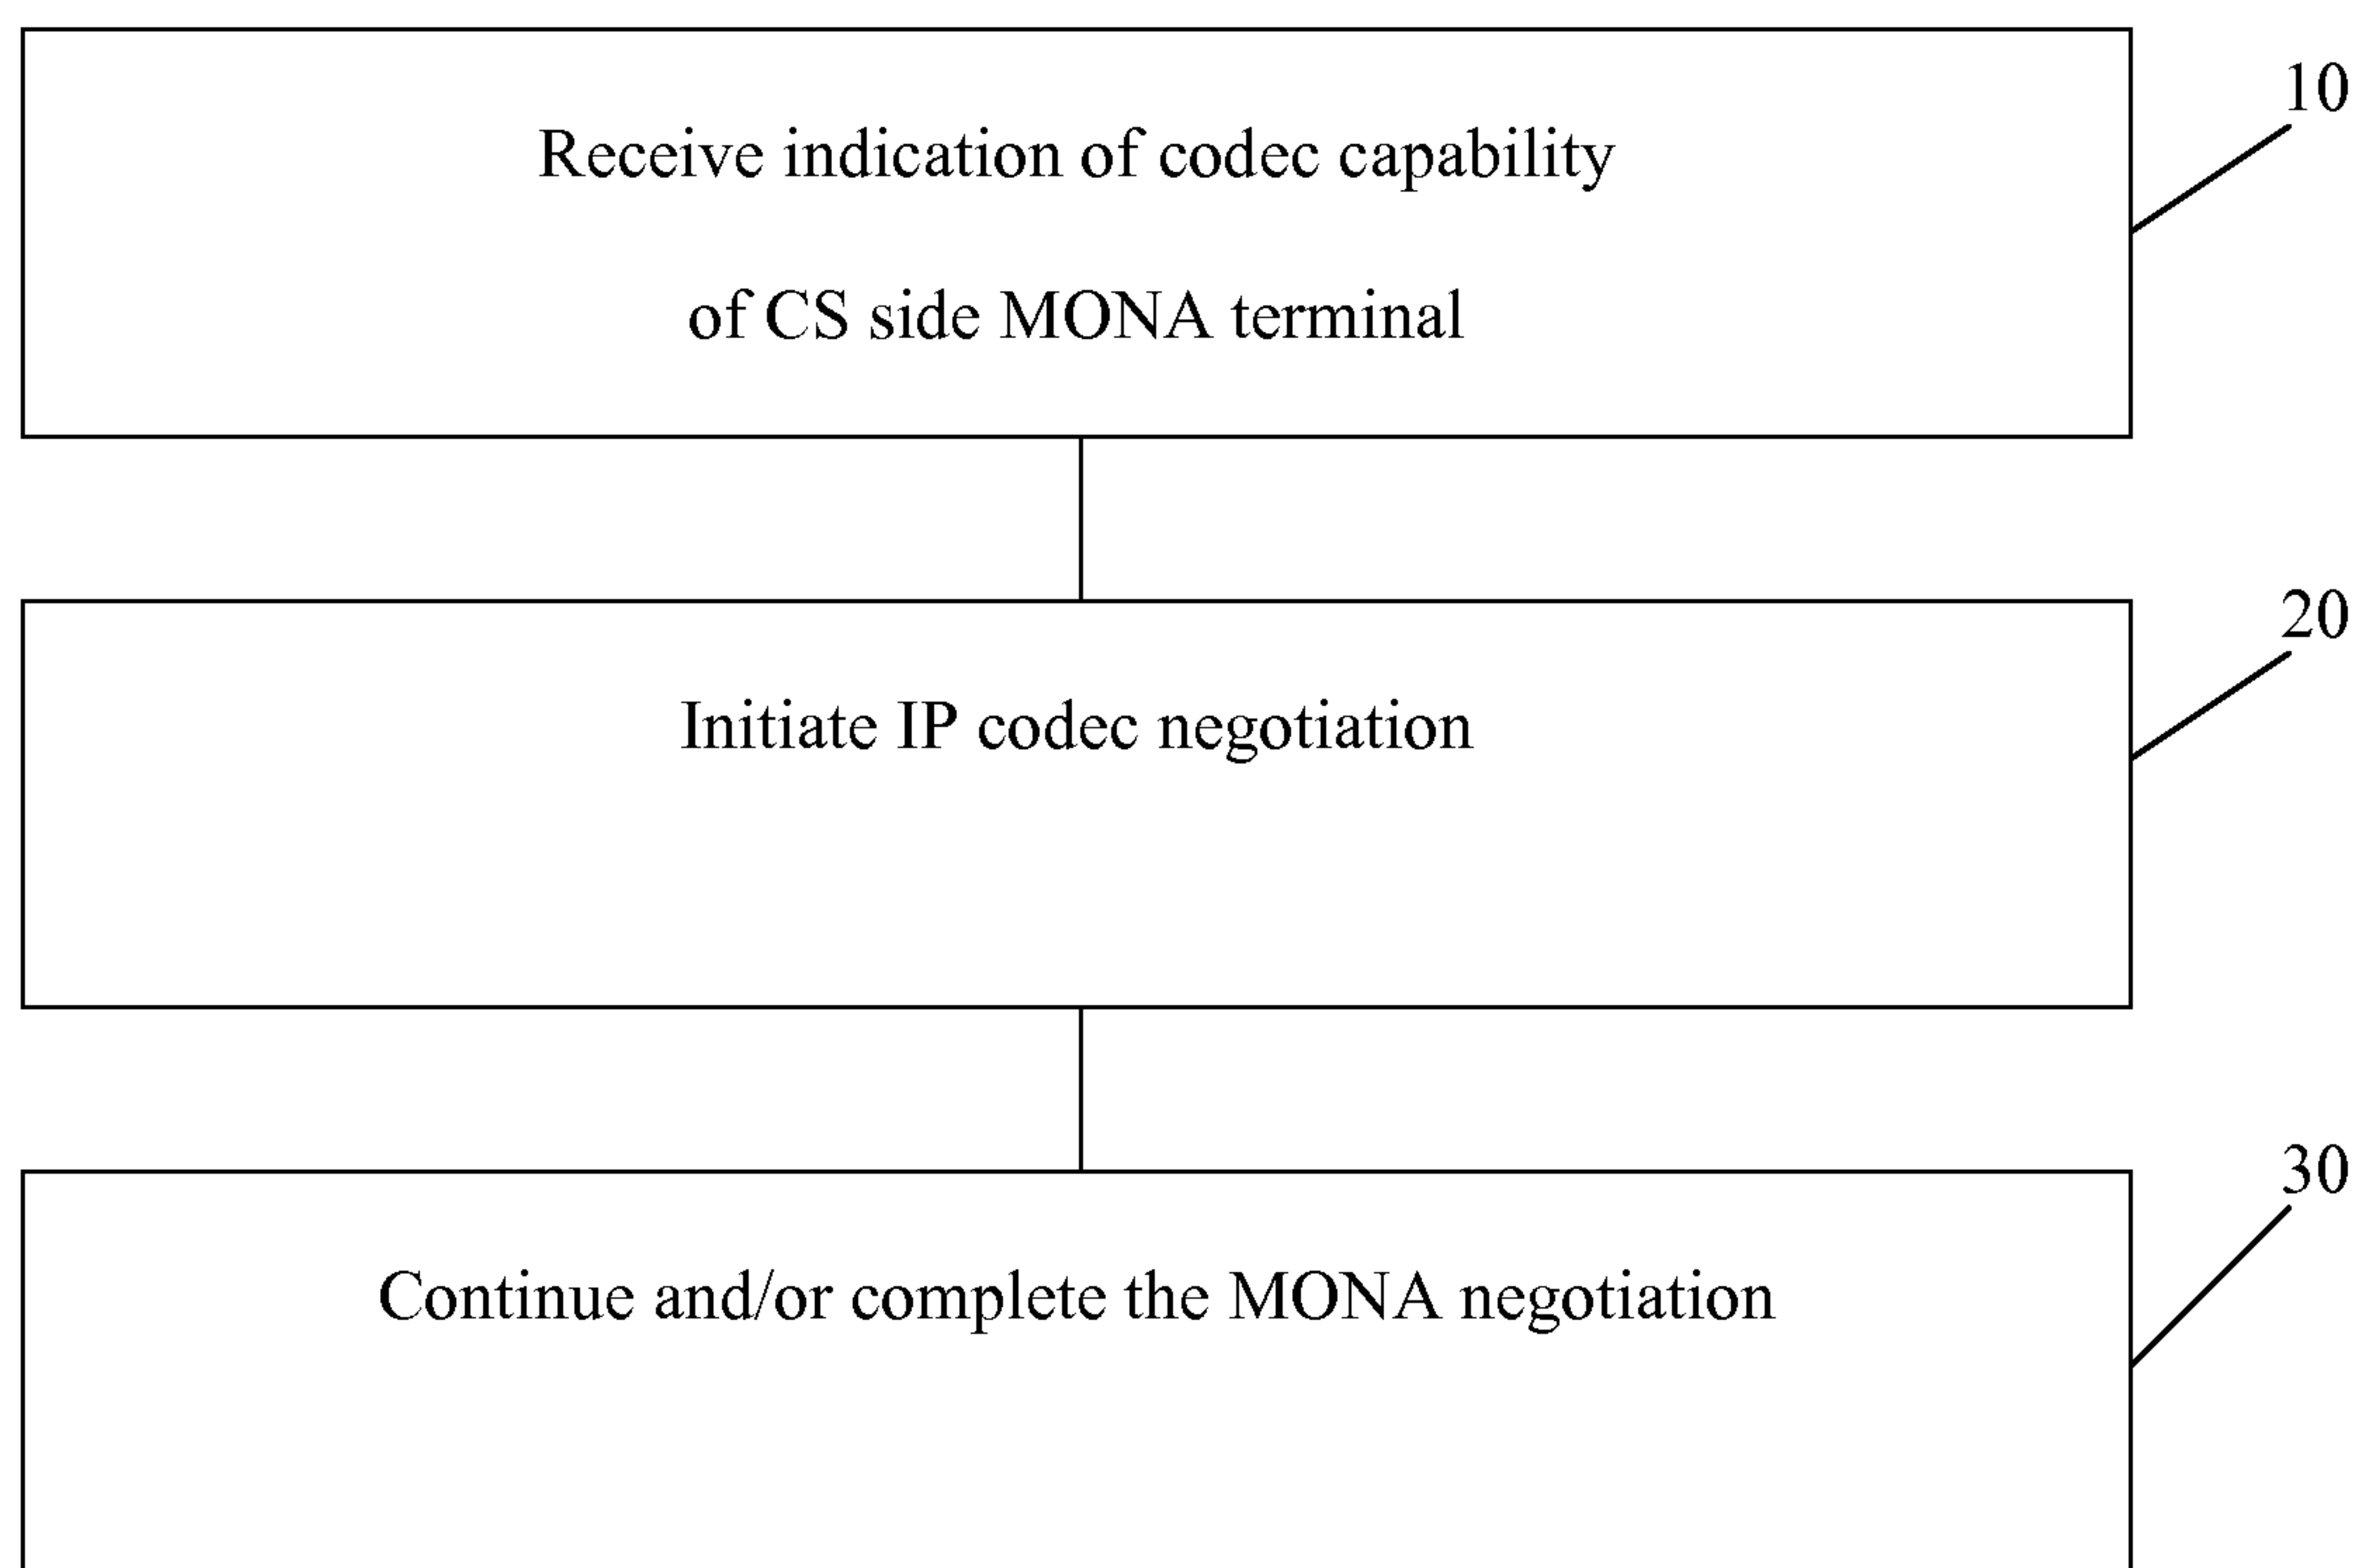 10
Receive indication of codec capability
of CS side MONA terminal
20
Initiate IP codec negotiation
30
Continue and/or complete the MONA negotiation